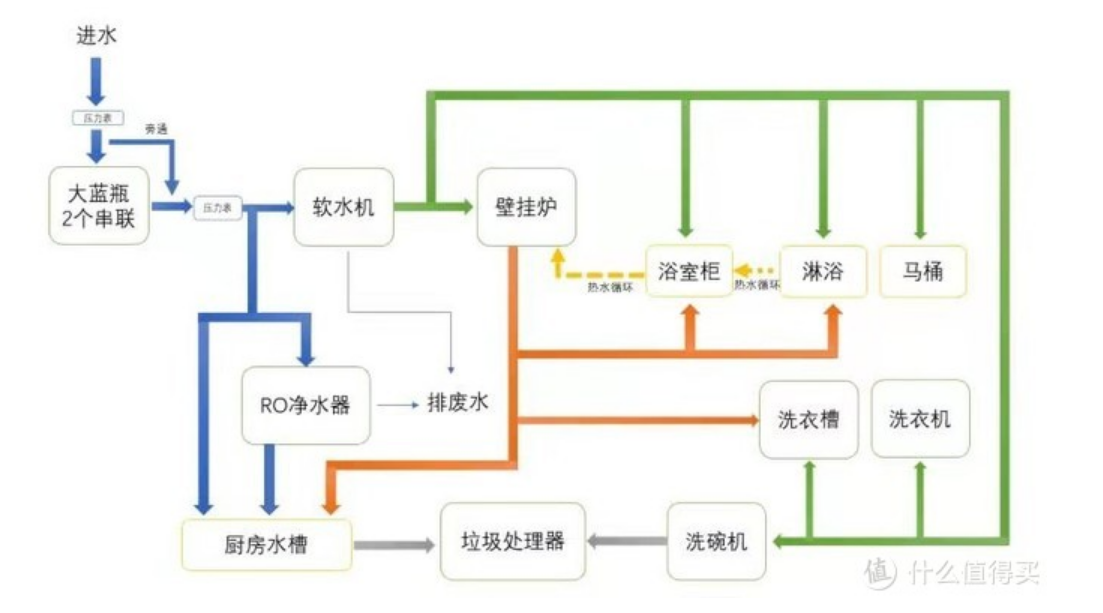 进水
压力表
旁通
大蓝瓶
2个串联
压力表
软水机
壁挂炉
浴室柜
淋浴
马桶
热水循环
热水循环
RO净水器
排废水
洗衣槽
洗衣机
厨房水槽
垃圾处理器
洗碗机
值 什么值得买